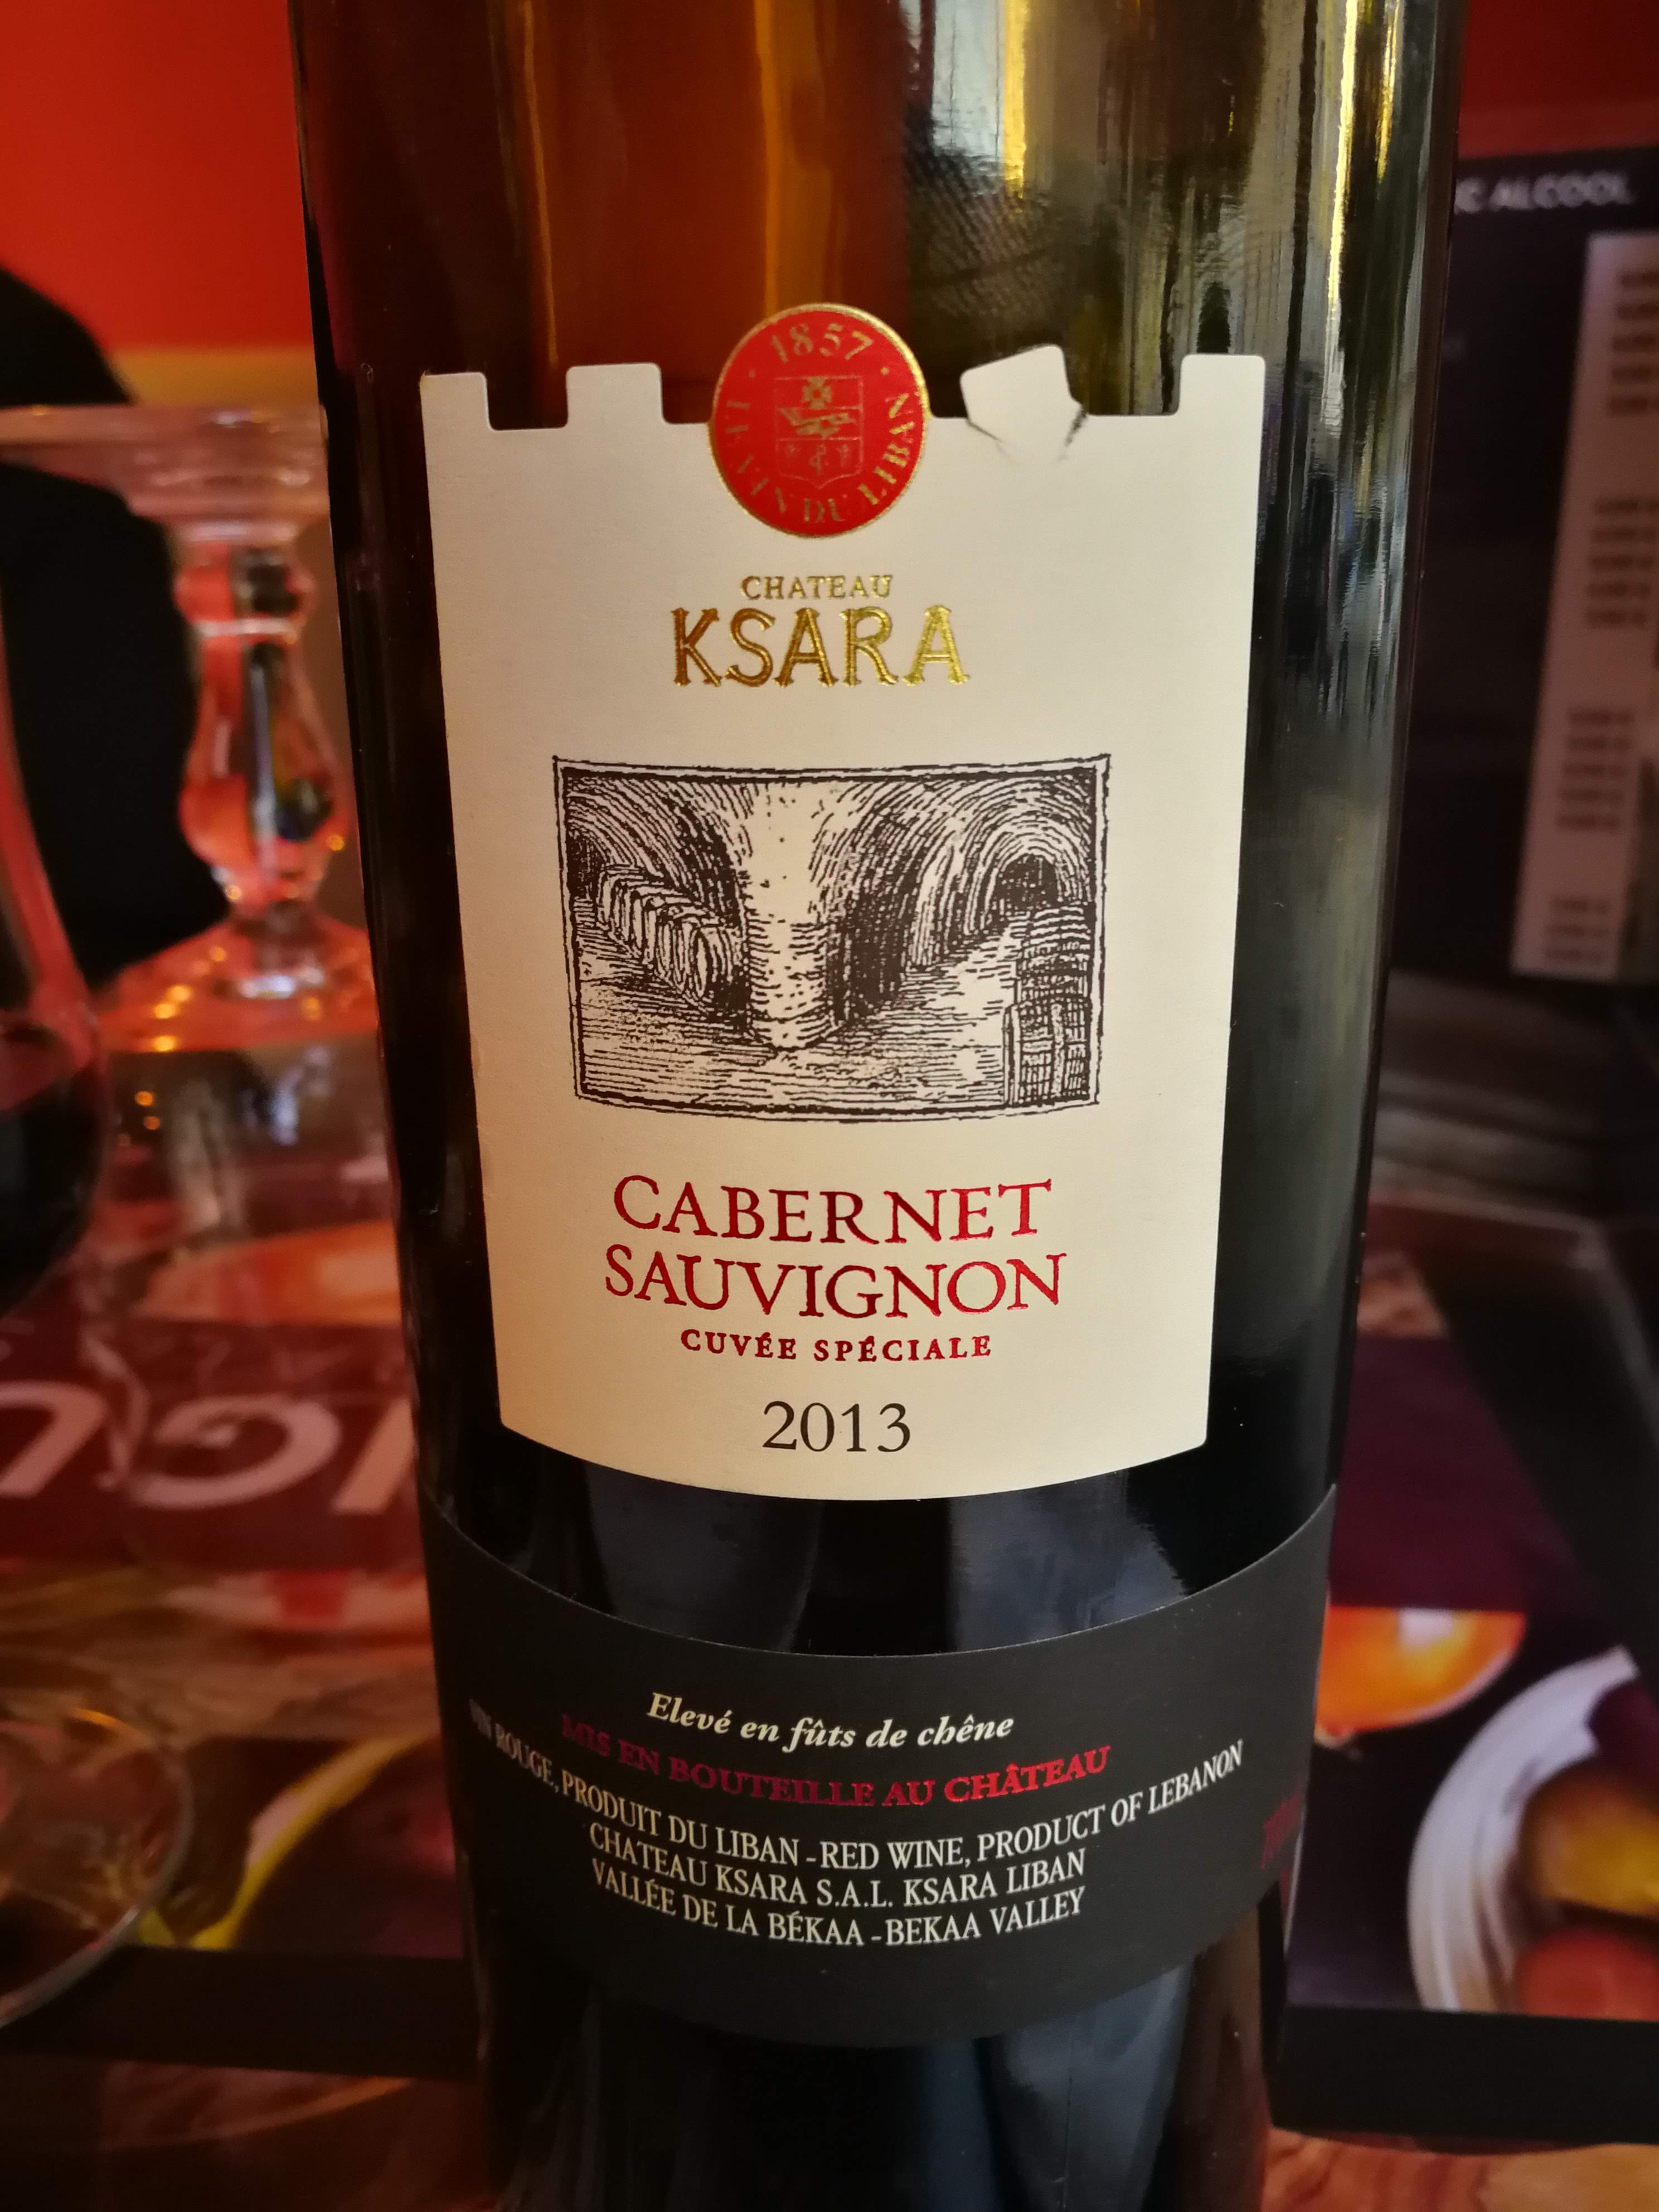 1857
LE VIN DU LIBAN
CHATEAU
KSARA
CABERNET
SAUVIGNON
CUVÉE SPÉCIALE
2013
Elevé en fûts de chêne
MIS EN BOUTEILLE AU CHÂTEAU
VIN ROUGE, PRODUIT DU LIBAN - RED WINE, PRODUCT OF LEBANON
CHATEAU KSARA S.A.L. KSARA LIBAN
VALLÉE DE LA BÉKAA - BEKAA VALLEY
ALCOOL